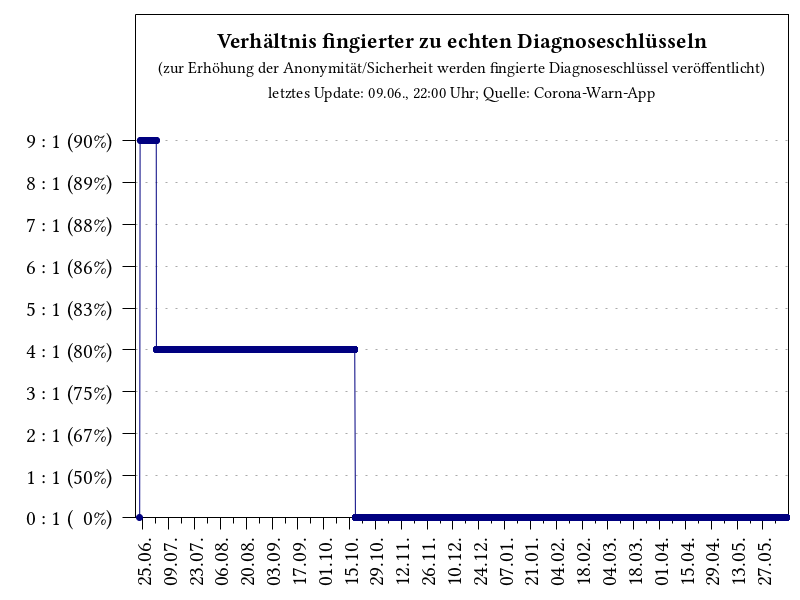 Verhältnis fingierter zu echten Diagnoseschlüsseln
(zur Erhöhung der Anonymität/Sicherheit werden fingierte Diagnoseschlüssel veröffentlicht)
letztes Update: 09.06., 22:00 Uhr; Quelle: Corona-Warn-App
9 : 1 (90%)
8 : 1 (89%)
7 : 1 (88%)
6 : 1 (86%)
5 : 1 (83%)
4 : 1 (80%)
3 : 1 (75%)
2 : 1 (67%)
1 : 1 (50%)
0 : 1 (  0%)
25.06.
09.07.
23.07.
06.08.
20.08.
03.09.
17.09.
01.10.
15.10.
29.10.
12.11.
26.11.
10.12.
24.12.
07.01.
21.01.
04.02.
18.02.
04.03.
18.03.
01.04.
15.04.
29.04.
13.05.
27.05.